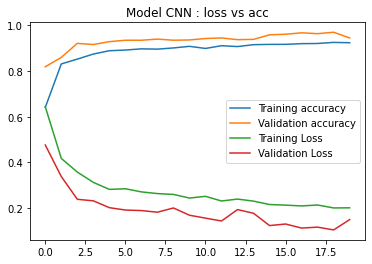 Model CNN : loss vs acc
1.0
0.8
0.6
0.4
0.2
Training accuracy
Validation accuracy
Training Loss
Validation Loss
0.0 2.5 5.0 7.5 10.0 12.5 15.0 17.5